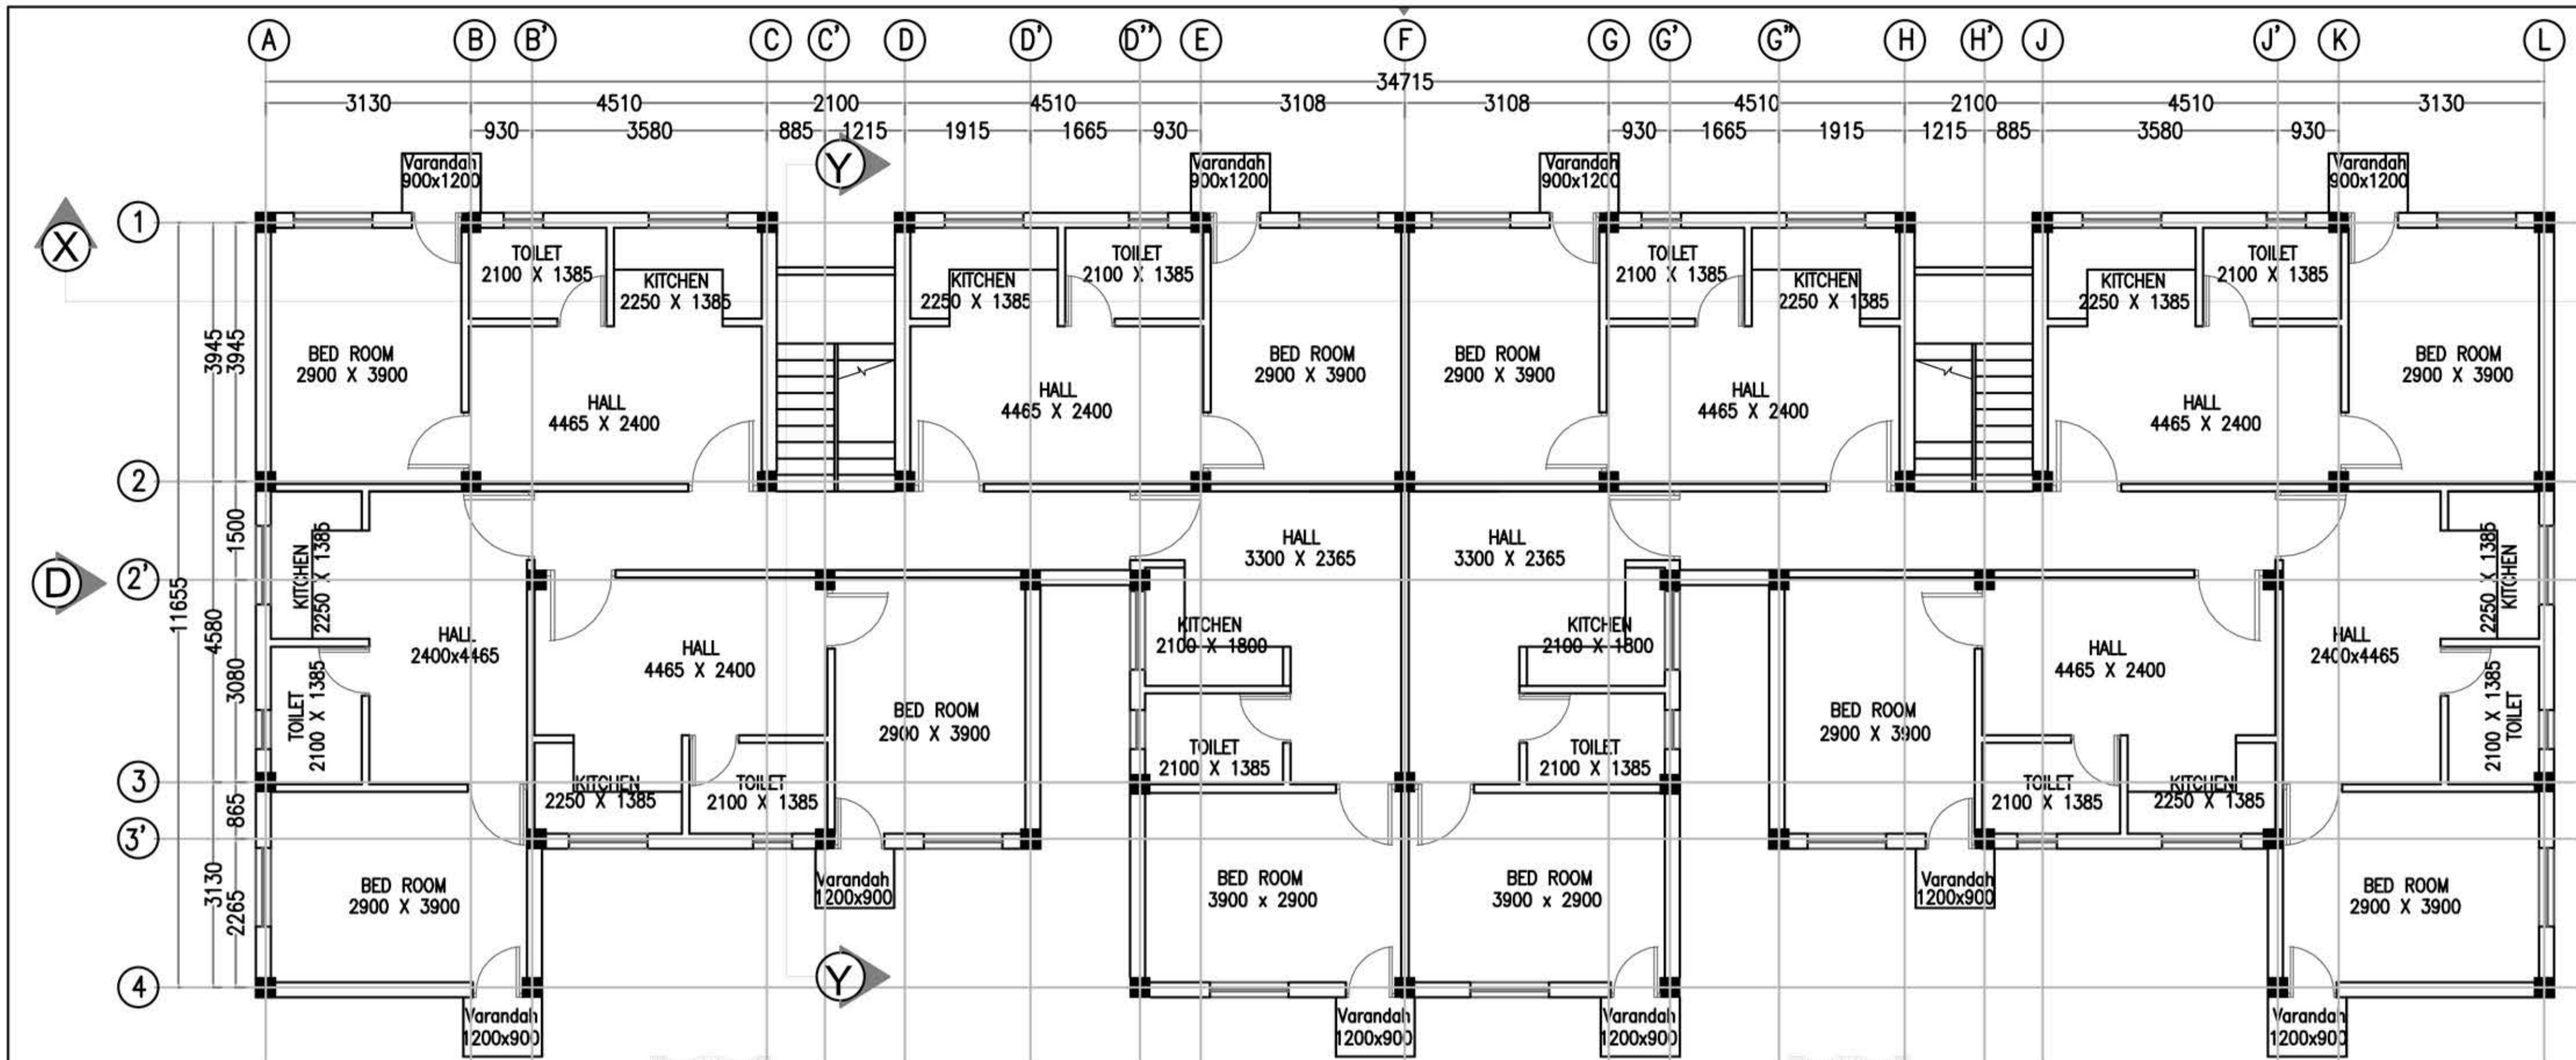 A B B' C C' D D' D'' E F G G' G'' H H' J J' K L
34715
3130 4510 2100 4510 3108 3108 4510 2100 4510 3130
930 3580 885 1215 1915 1665 930 930 1665 1915 1215 885 3580 930
Varandah
900x1200
Y
Varandah
900x1200
Varandah
900x1200
Varandah
900x1200
X
1
TOILET
2100 X 1385
KITCHEN
2250 X 1385
KITCHEN
2250 X 1385
TOILET
2100 X 1385
TOILET
2100 X 1385
KITCHEN
2250 X 1385
KITCHEN
2250 X 1385
TOILET
2100 X 1385
3945
3945
BED ROOM
2900 X 3900
HALL
4465 X 2400
HALL
4465 X 2400
BED ROOM
2900 X 3900
BED ROOM
2900 X 3900
HALL
4465 X 2400
HALL
4465 X 2400
BED ROOM
2900 X 3900
2
1500
KITCHEN
2250 X 1385
HALL
3300 X 2365
HALL
3300 X 2365
KITCHEN
2250 X 1385
D
2'
11655
4580
3080
HALL
2400x4465
HALL
4465 X 2400
KITCHEN
2100 X 1800
KITCHEN
2100 X 1800
HALL
4465 X 2400
HALL
2400x4465
TOILET
2100 X 1385
BED ROOM
2900 X 3900
TOILET
2100 X 1385
TOILET
2100 X 1385
BED ROOM
2900 X 3900
TOILET
2100 X 1385
3
865
KITCHEN
2250 X 1385
TOILET
2100 X 1385
TOILET
2100 X 1385
KITCHEN
2250 X 1385
3'
3130
2265
BED ROOM
2900 X 3900
Varandah
1200x900
BED ROOM
3900 x 2900
BED ROOM
3900 x 2900
Varandah
1200x900
BED ROOM
2900 X 3900
4
Y
Varandah
1200x900
Varandah
1200x900
Varandah
1200x900
Varandah
1200x900